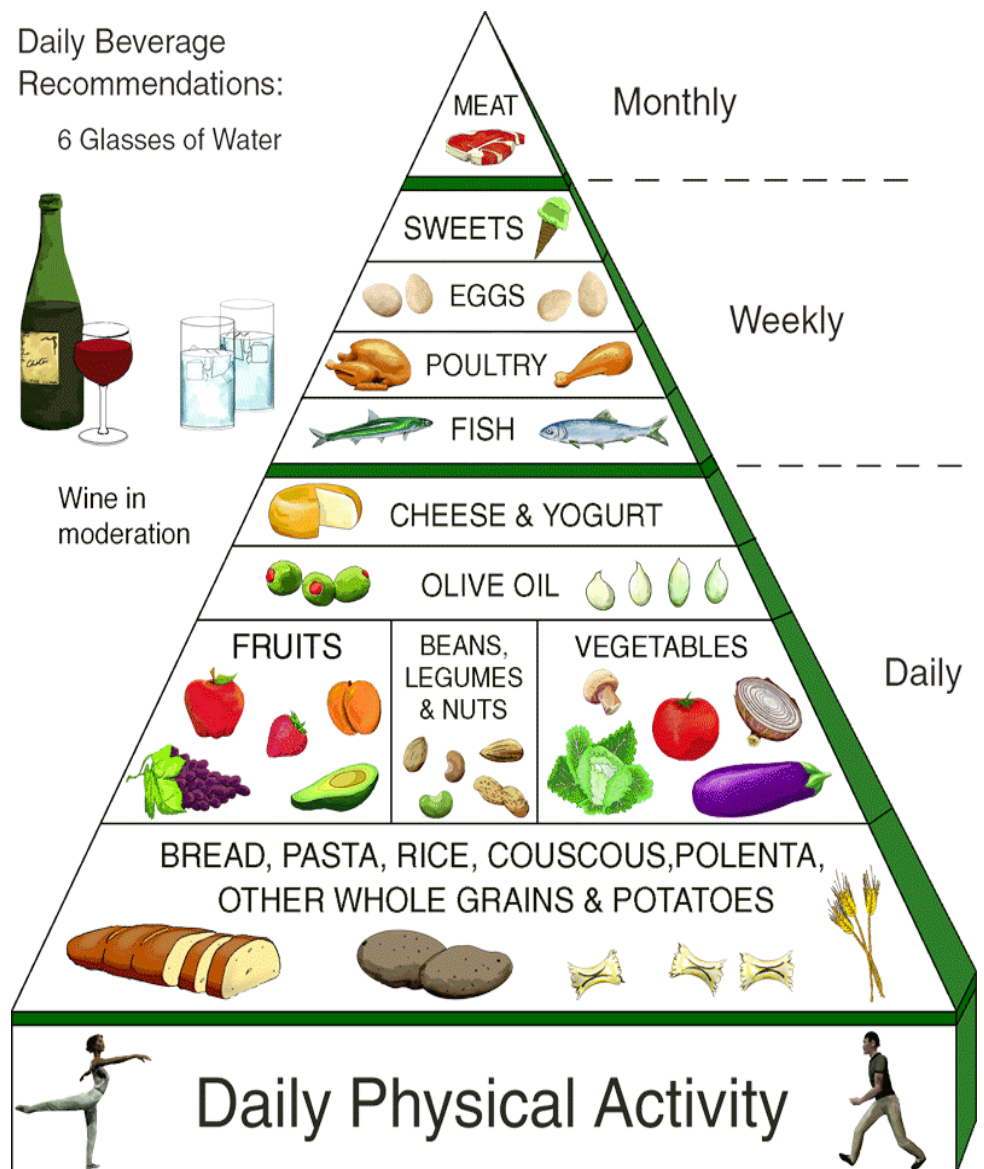 Daily Beverage
Recommendations:
6 Glasses of Water
Wine in
moderation
MEAT
Monthly
SWEETS
EGGS
Weekly
POULTRY
FISH
CHEESE & YOGURT
OLIVE OIL
FRUITS
BEANS,
LEGUMES
& NUTS
VEGETABLES
Daily
BREAD, PASTA, RICE, COUSCOUS,POLENTA,
OTHER WHOLE GRAINS & POTATOES
Daily Physical Activity